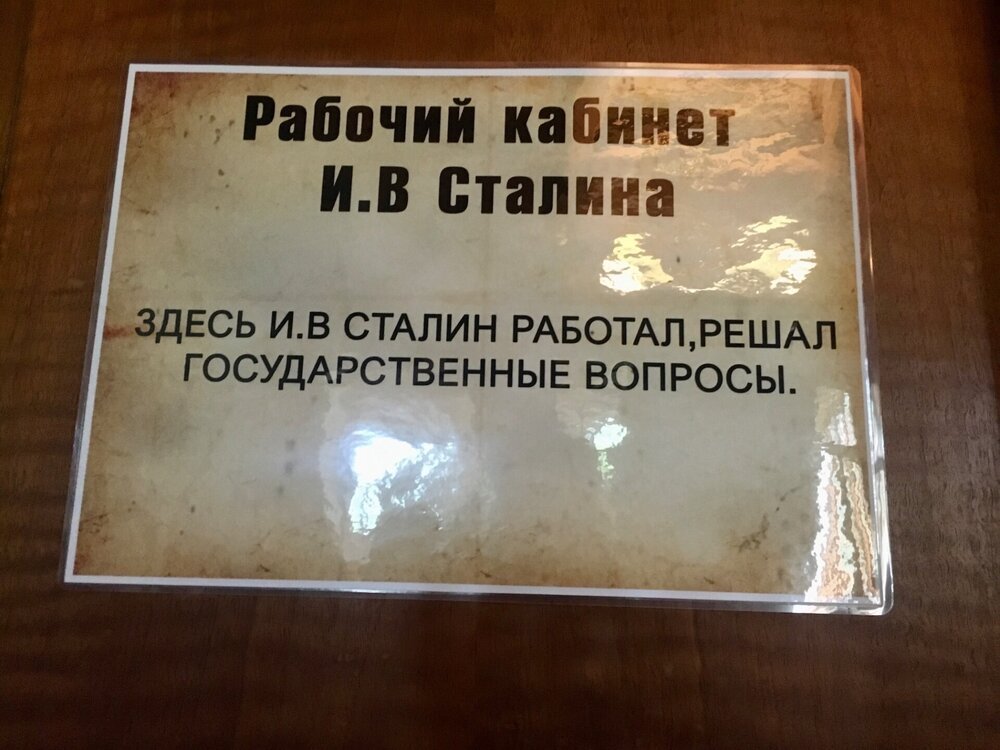 Рабочий кабинет
И.В Сталина
ЗДЕСЬ И.В СТАЛИН РАБОТАЛ,РЕШАЛ
ГОСУДАРСТВЕННЫЕ ВОПРОСЫ.